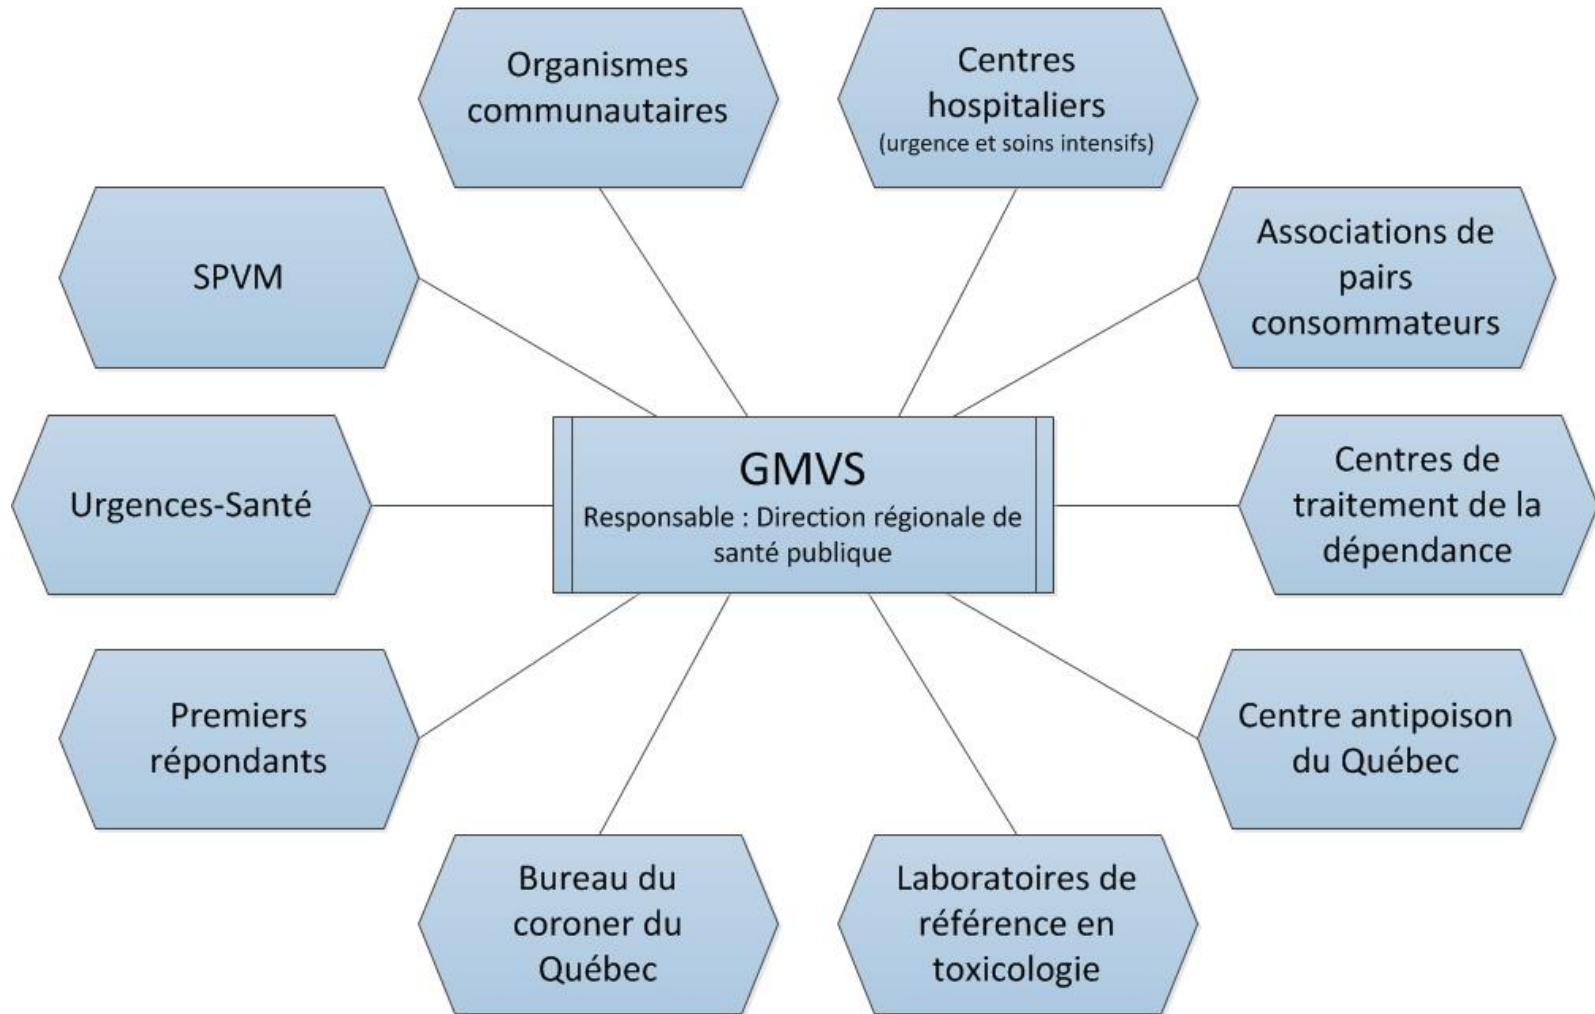 Organismes
communautaires
Centres
hospitaliers
(urgence et soins intensifs)
SPVM
Associations de
pairs
consommateurs
Urgences-Santé
GMVS
Responsable : Direction régionale de
santé publique
Centres de
traitement de la
dépendance
Premiers
répondants
Centre antipoison
du Québec
Bureau du
coroner du
Québec
Laboratoires de
référence en
toxicologie